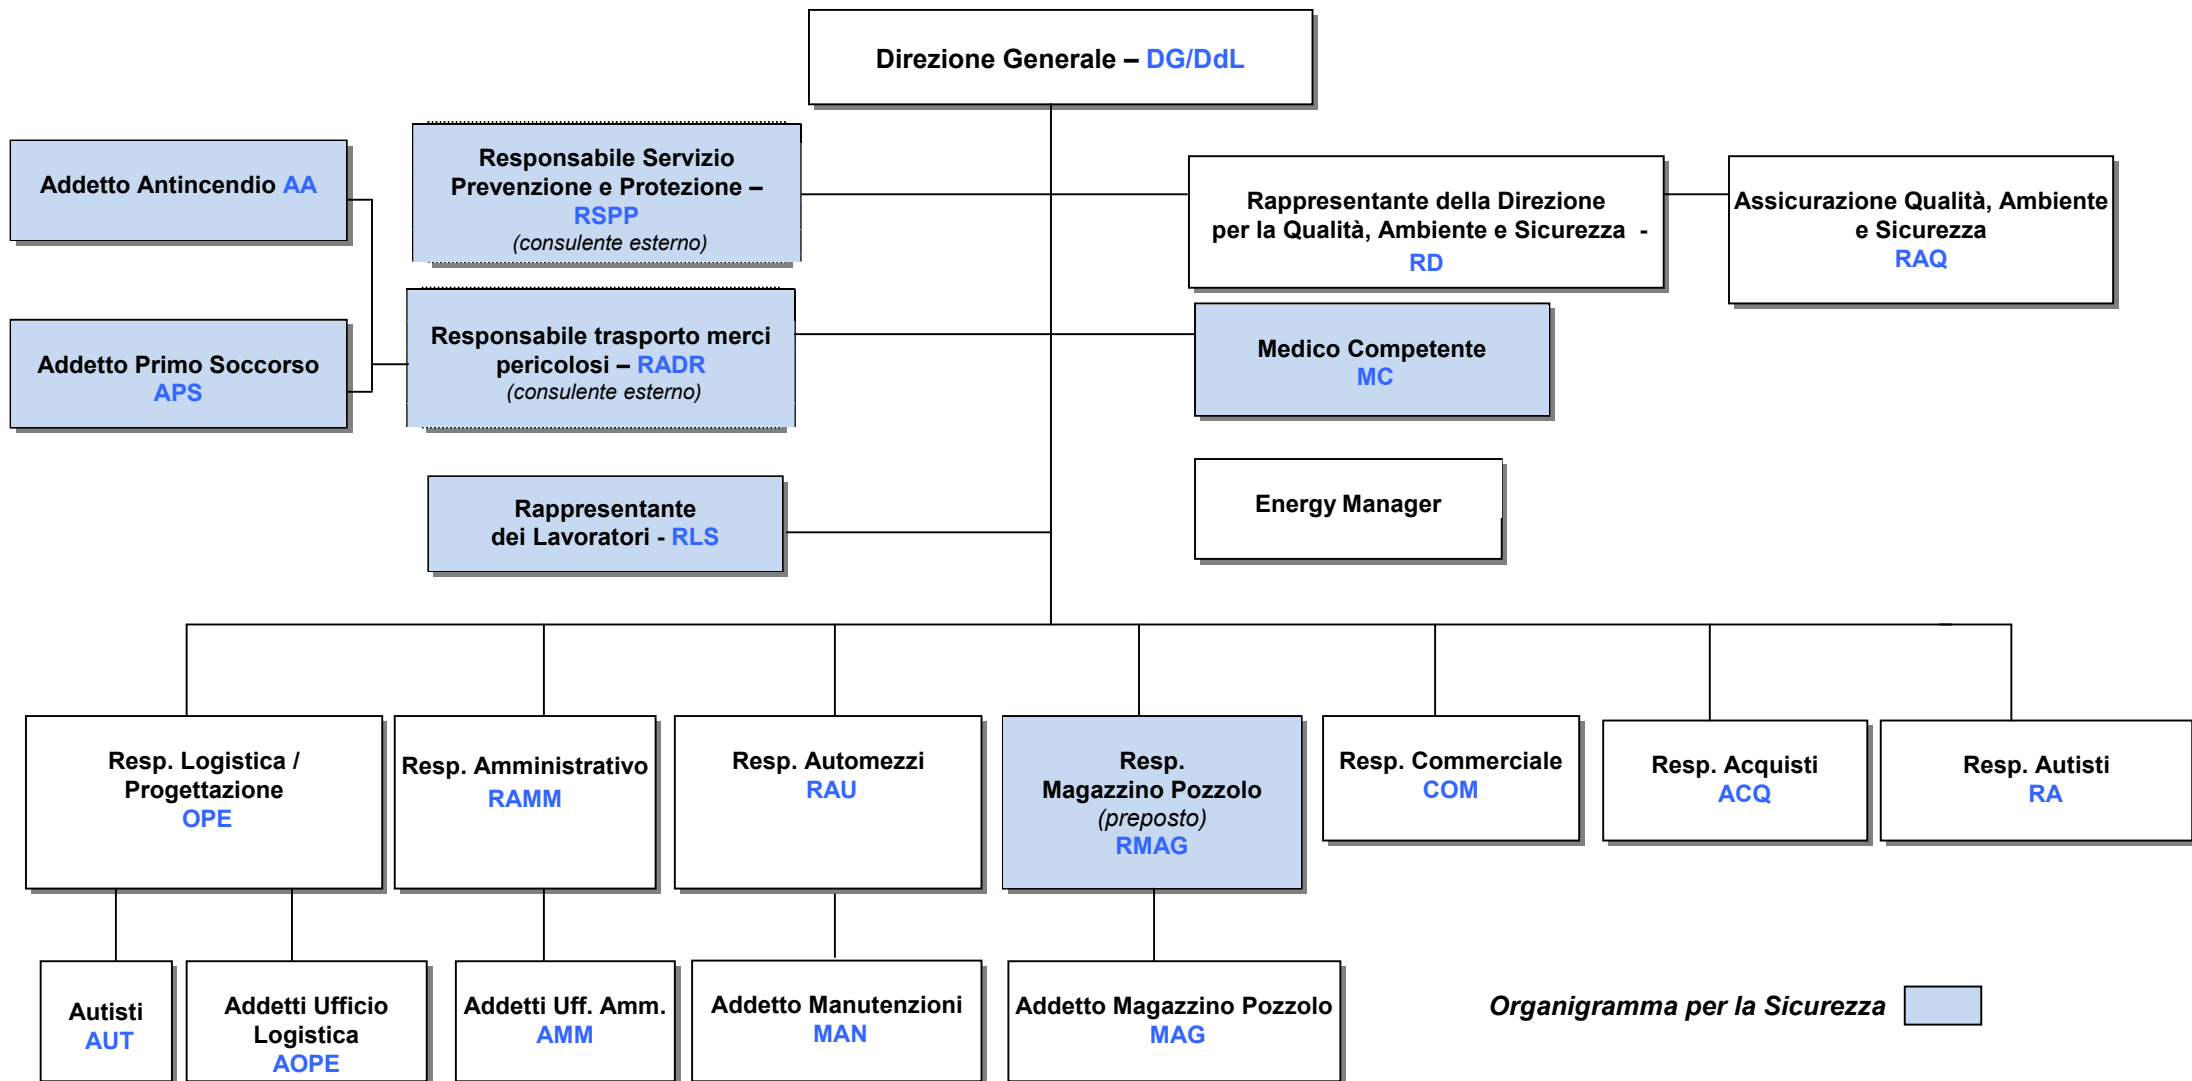 Direzione Generale – DG/DdL
Addetto Antincendio AA
Responsabile Servizio
Prevenzione e Protezione –
RSPP
(consulente esterno)
Rappresentante della Direzione
per la Qualità, Ambiente e Sicurezza -
RD
Assicurazione Qualità, Ambiente
e Sicurezza
RAQ
Addetto Primo Soccorso
APS
Responsabile trasporto merci
pericolosi – RADR
(consulente esterno)
Medico Competente
MC
Rappresentante
dei Lavoratori - RLS
Energy Manager
Resp. Logistica /
Progettazione
OPE
Resp. Amministrativo
RAMM
Resp. Automezzi
RAU
Resp.
Magazzino Pozzolo
(preposto)
RMAG
Resp. Commerciale
COM
Resp. Acquisti
ACQ
Resp. Autisti
RA
Autisti
AUT
Addetti Ufficio
Logistica
AOPE
Addetti Uff. Amm.
AMM
Addetto Manutenzioni
MAN
Addetto Magazzino Pozzolo
MAG
Organigramma per la Sicurezza